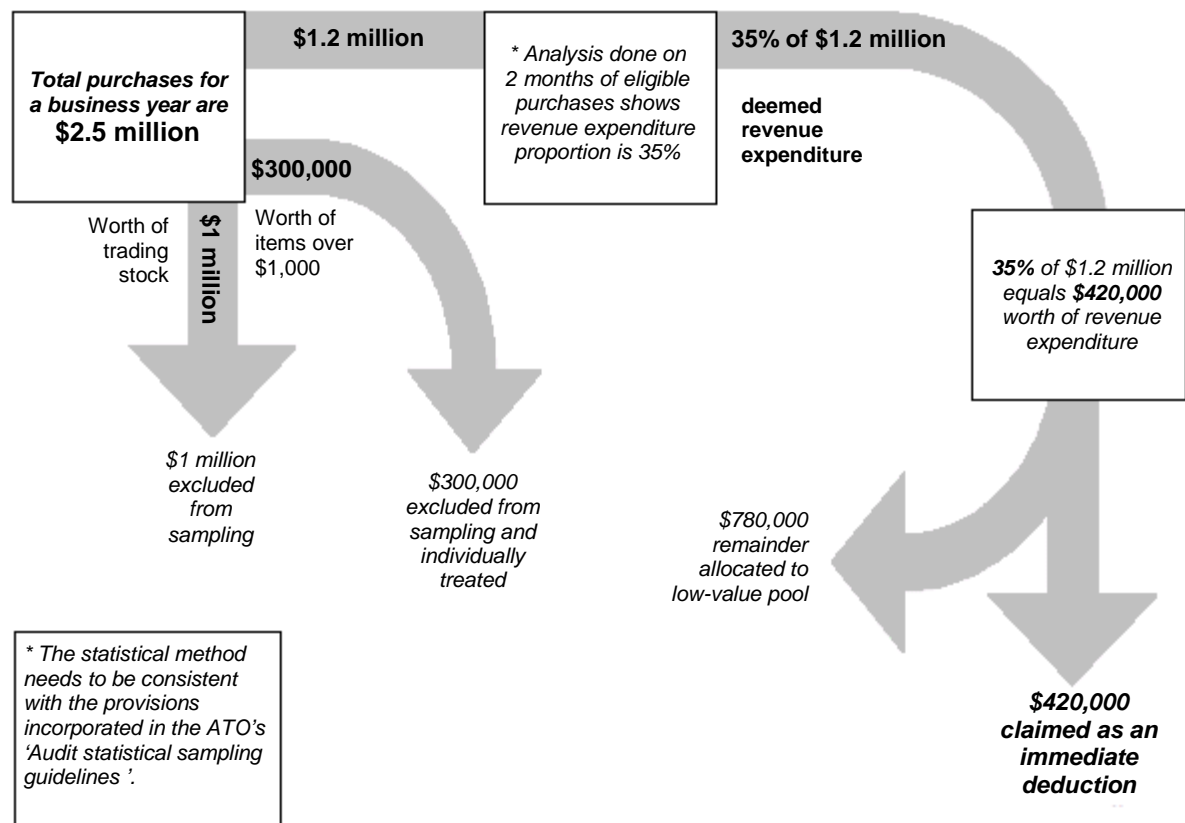 Total purchases for
a business year are
$2.5 million
$1.2 million
* Analysis done on
2 months of eligible
purchases shows
revenue expenditure
proportion is 35%
35% of $1.2 million
deemed
revenue
expenditure
$300,000
Worth of
trading
stock
$1 million
Worth of
items over
$1,000
35% of $1.2 million
equals $420,000
worth of revenue
expenditure
$1 million
excluded
from
sampling
$300,000
excluded from
sampling and
individually
treated
$780,000
remainder
allocated to
low-value pool
* The statistical method
needs to be consistent
with the provisions
incorporated in the ATO’s
‘Audit statistical sampling
guidelines ’.
$420,000
claimed as an
immediate
deduction